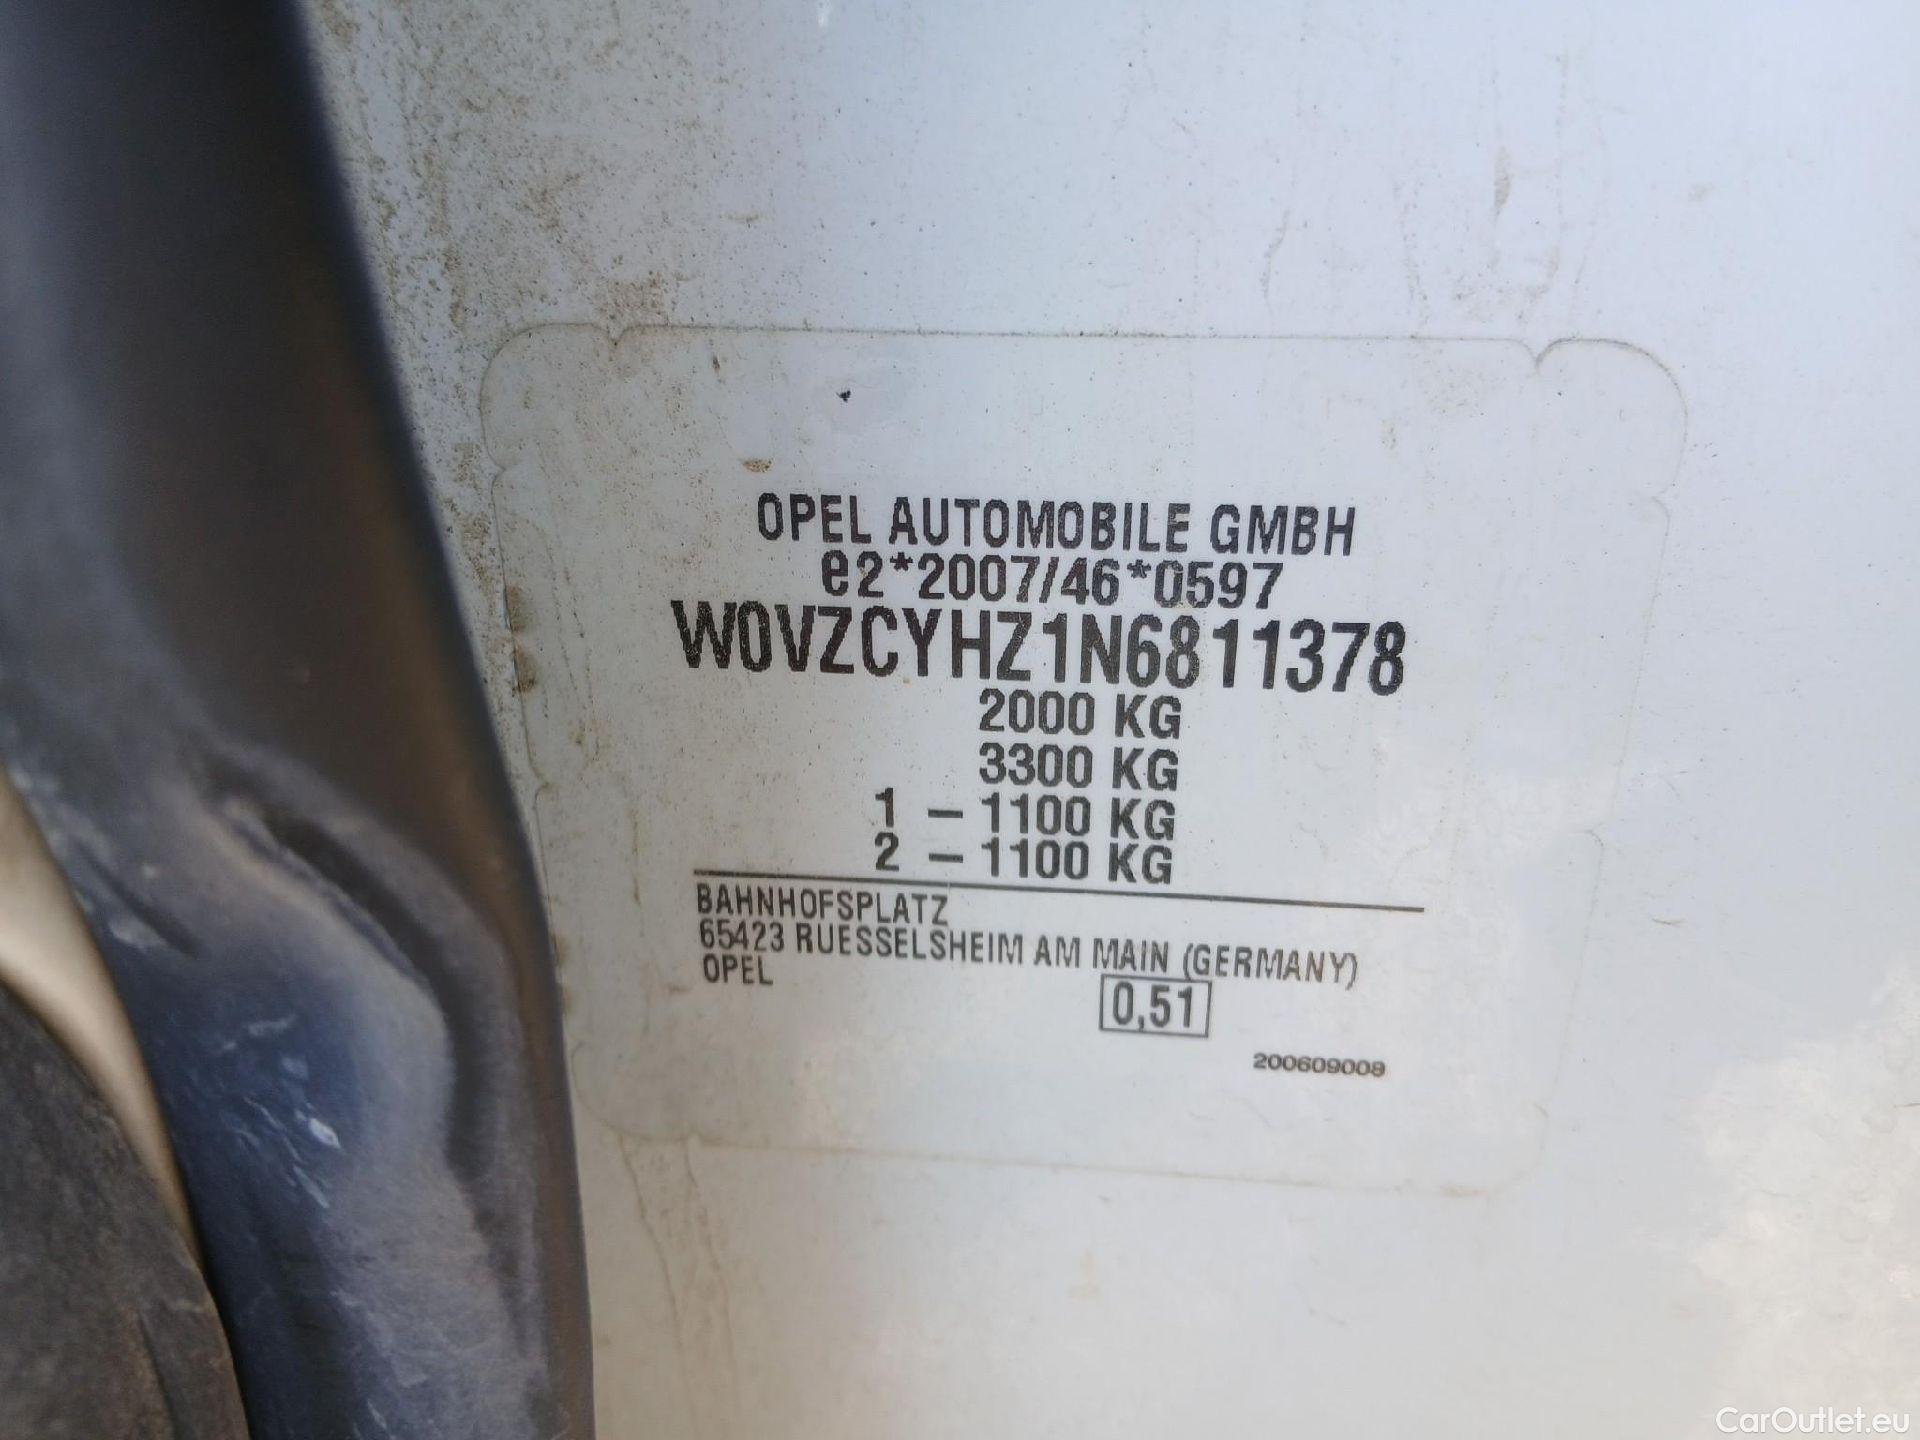 OPEL AUTOMOBILE GMBH
e2*2007/46*0597
W0VZCYHZ1N6811378
2000 KG
3300 KG
1 - 1100 KG
2 - 1100 KG
BAHNHOFSPLATZ
65423 RUESSELSHEIM AM MAIN (GERMANY)
OPEL
0,51
200609009
CarOutlet.eu